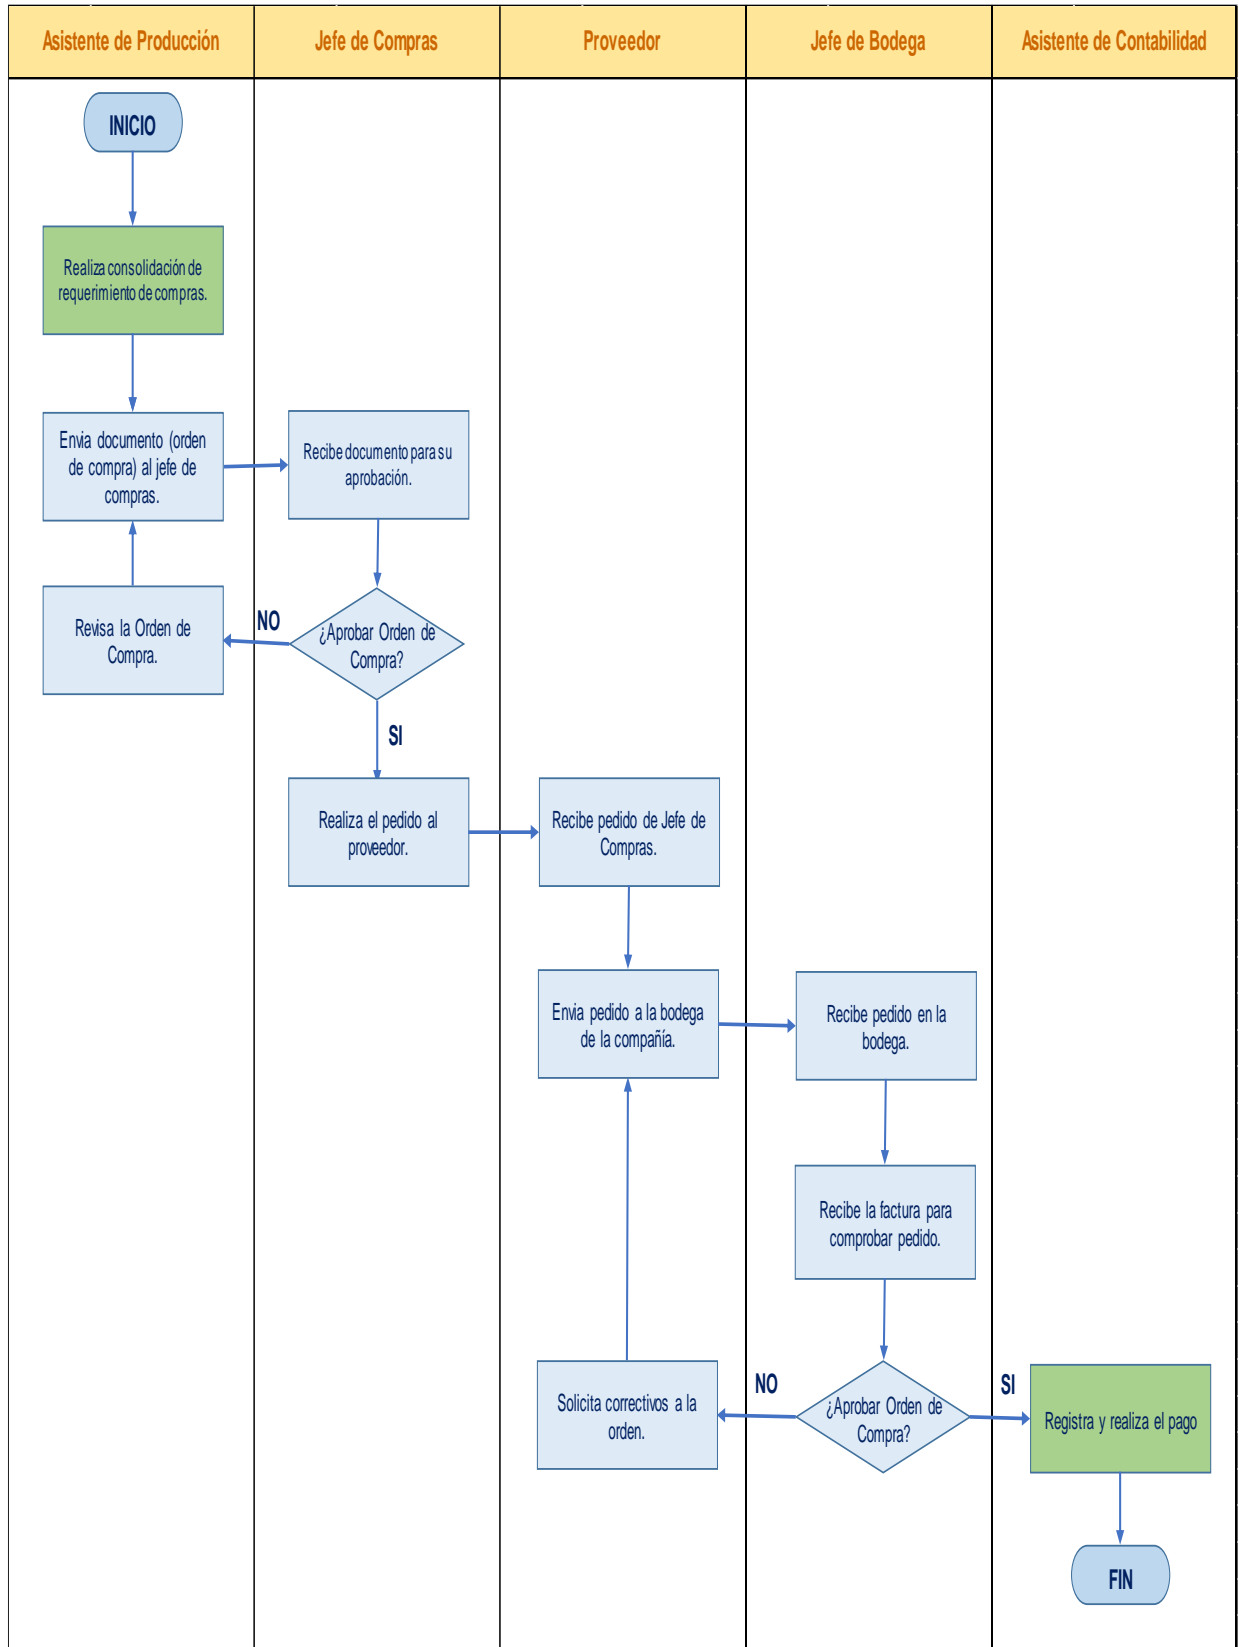 Asistente de Producción
Jefe de Compras
Proveedor
Jefe de Bodega
Asistente de Contabilidad
INICIO
Realiza consolidación de
requerimiento de compras.
Envia documento (orden
de compra) al jefe de
compras.
Recibe documento para su
aprobación.
Revisa la Orden de
Compra.
NO
¿Aprobar Orden de
Compra?
SI
Realiza el pedido al
proveedor.
Recibe pedido de Jefe de
Compras.
Envia pedido a la bodega
de la compañía.
Recibe pedido en la
bodega.
Recibe la factura para
comprobar pedido.
Solicita correctivos a la
orden.
NO
¿Aprobar Orden de
Compra?
SI
Registra y realiza el pago
FIN